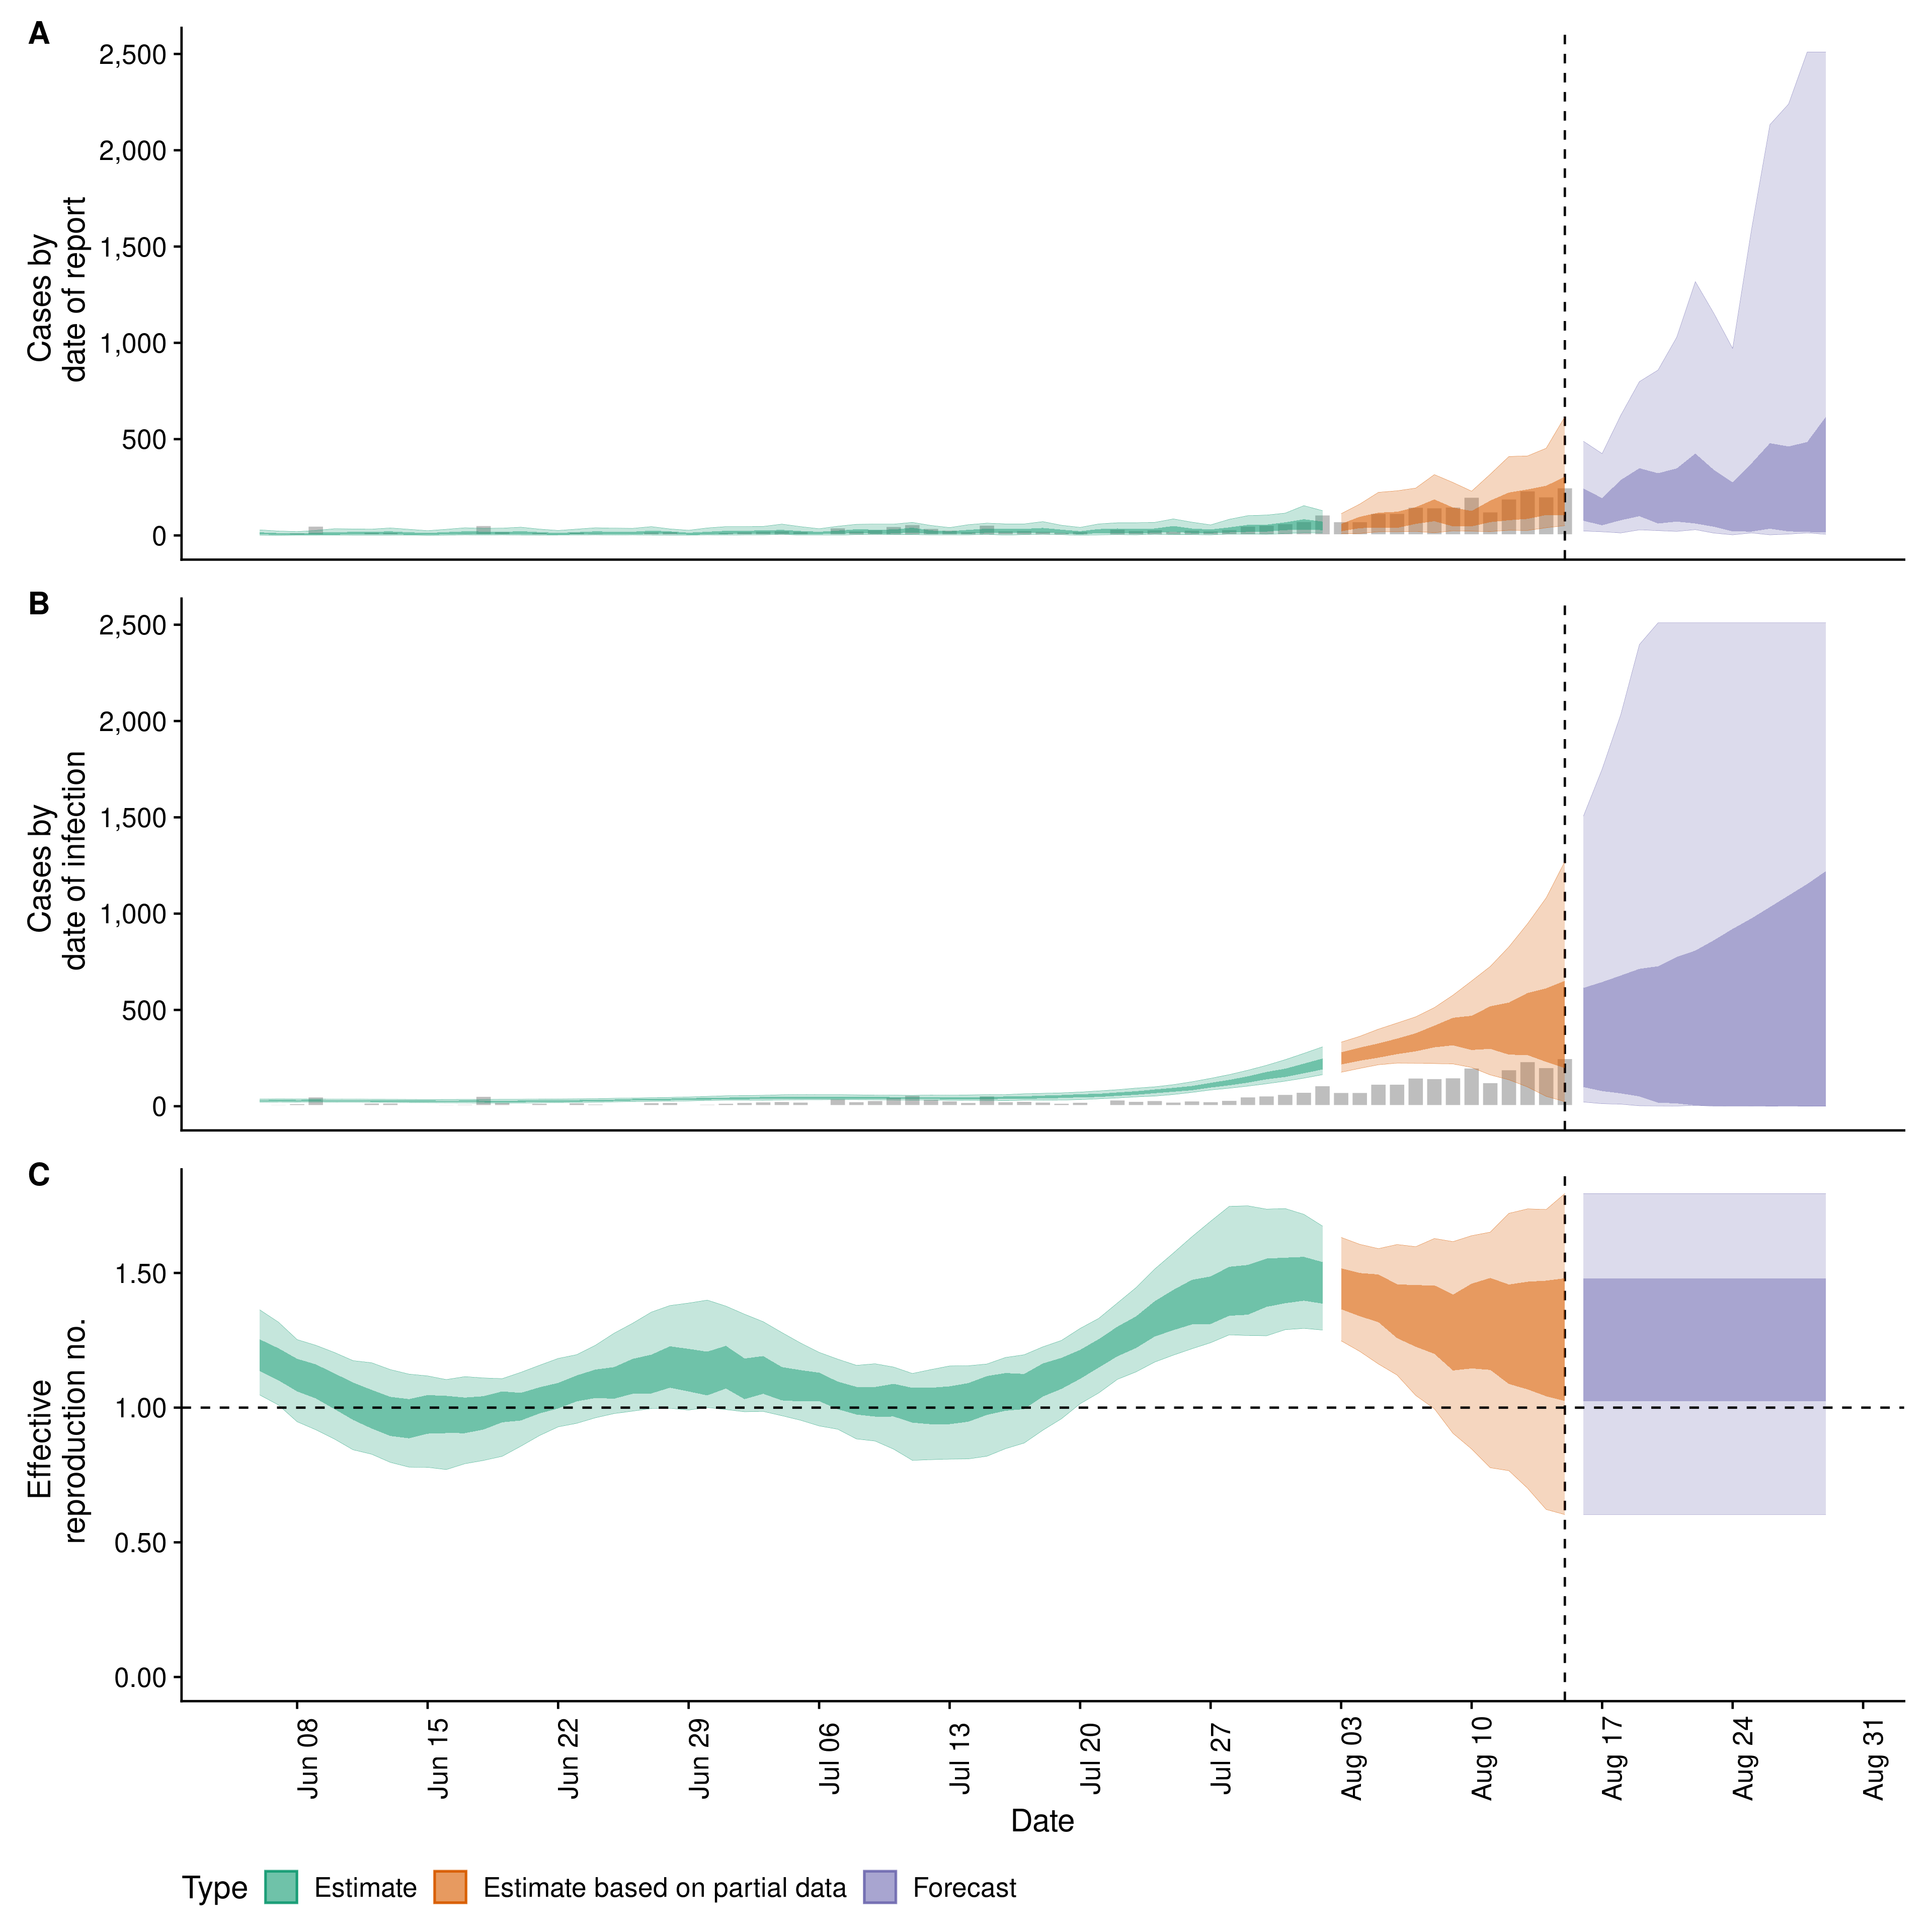 A
2,500
2,000
1,500
1,000
500
0
Cases by
date of report
B
2,500
2,000
1,500
1,000
500
0
Cases by
date of infection
C
1.50
1.00
0.50
0.00
Effective
reproduction no.
Jun 08
Jun 15
Jun 22
Jun 29
Jul 06
Jul 13
Jul 20
Jul 27
Aug 03
Aug 10
Aug 17
Aug 24
Aug 31
Date
Type Estimate Estimate based on partial data Forecast